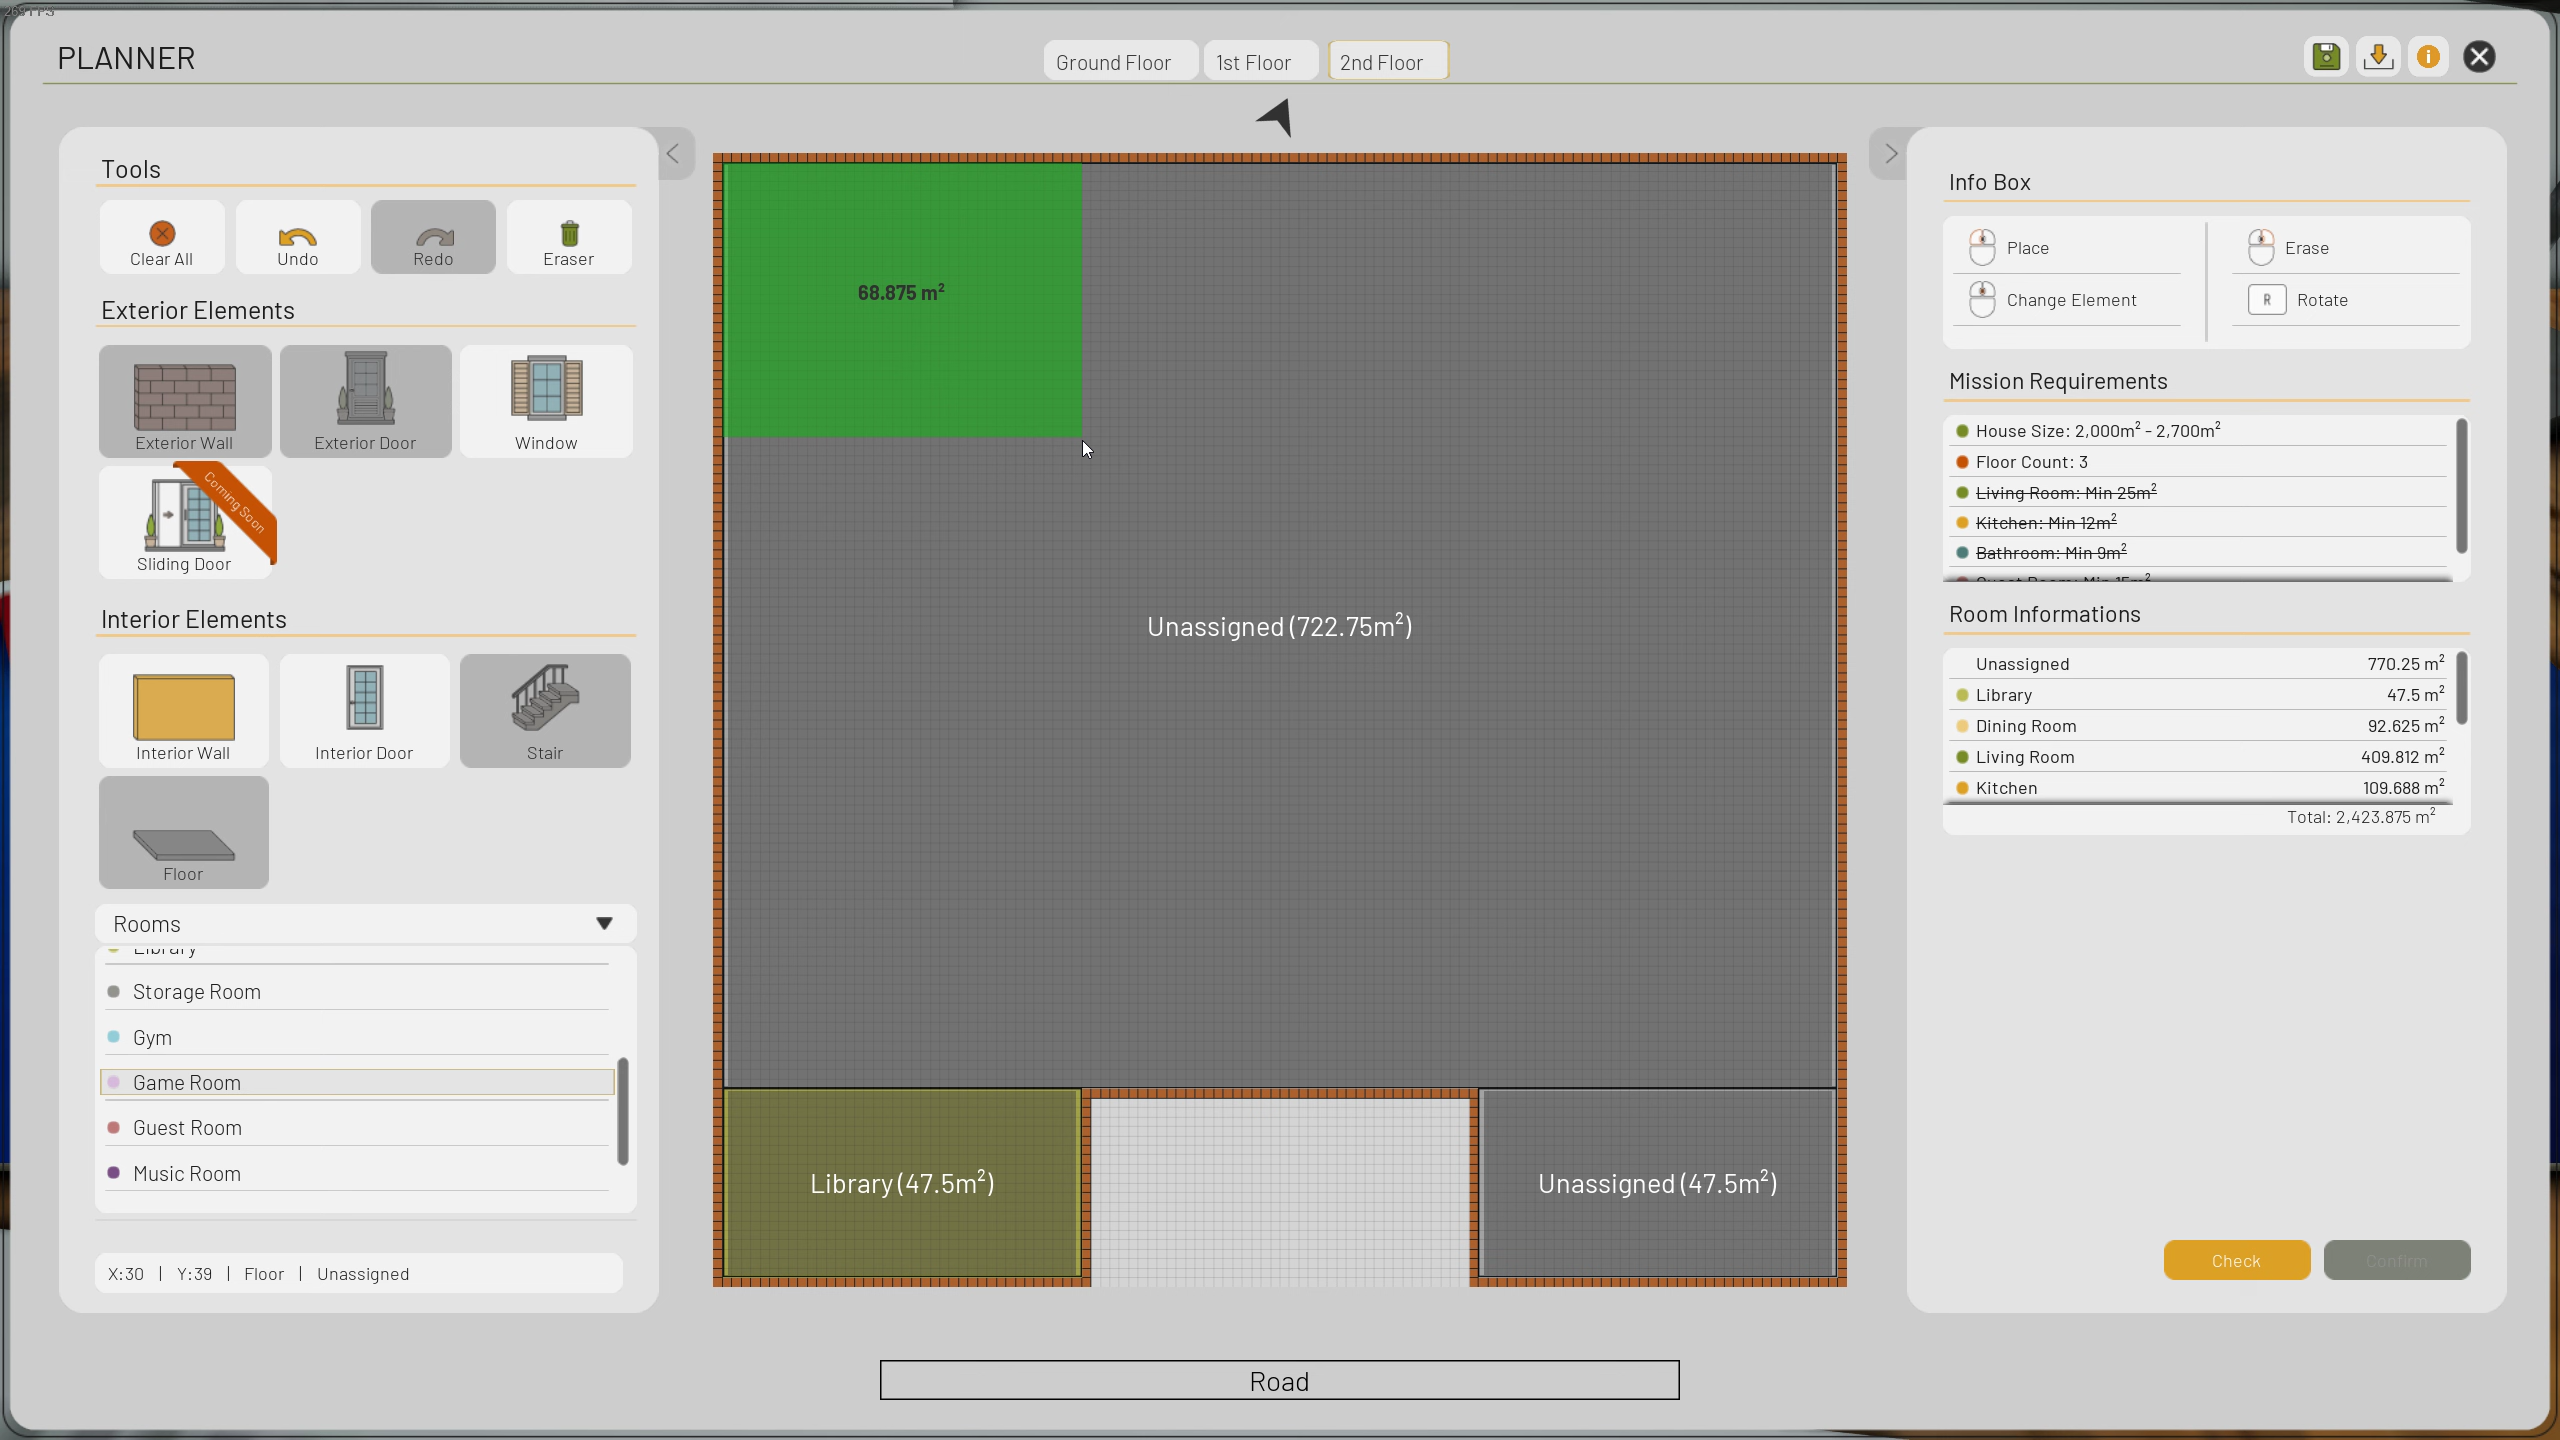 PLANNER
Ground Floor
1st Floor
2nd Floor
Tools
Clear All
Undo
Redo
Eraser
Exterior Elements
Exterior Wall
Exterior Door
Window
Coming Soon
Sliding Door
Interior Elements
Interior Wall
Interior Door
Stair
Floor
Rooms
Library
Storage Room
Gym
Game Room
Guest Room
Music Room
X:30 | Y:39 | Floor | Unassigned
68.875 m²
Unassigned (722.75m²)
Library (47.5m²)
Unassigned (47.5m²)
Road
Info Box
Place
Erase
Change Element
R
Rotate
Mission Requirements
House Size: 2,000m² - 2,700m²
Floor Count: 3
Living Room: Min 25m²
Kitchen: Min 12m²
Bathroom: Min 9m²
Guest Room: Min 15m²
Room Informations
Unassigned 770.25 m²
Library 47.5 m²
Dining Room 92.625 m²
Living Room 409.812 m²
Kitchen 109.688 m²
Total: 2,423.875 m²
Check
Confirm